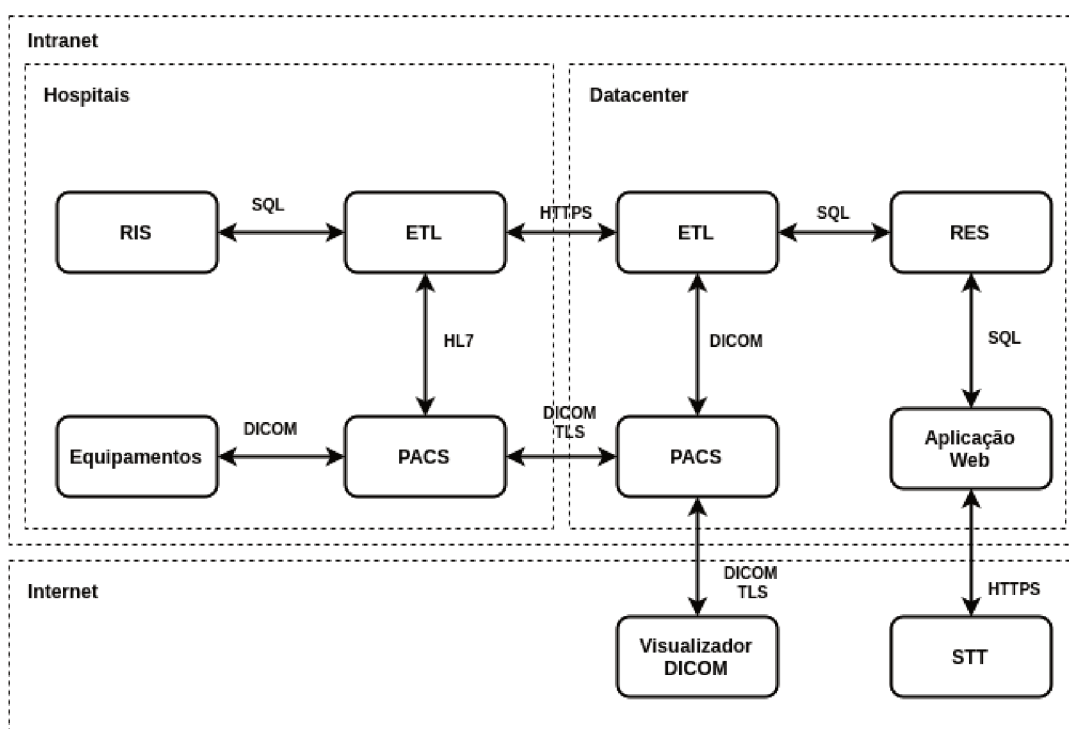 Intranet
Hospitais
Datacenter
SQL
HTTPS
SQL
RIS
ETL
ETL
RES
HL7
DICOM
SQL
DICOM
DICOM
TLS
Equipamentos
PACS
PACS
Aplicação
Web
Internet
DICOM
TLS
HTTPS
Visualizador
DICOM
STT